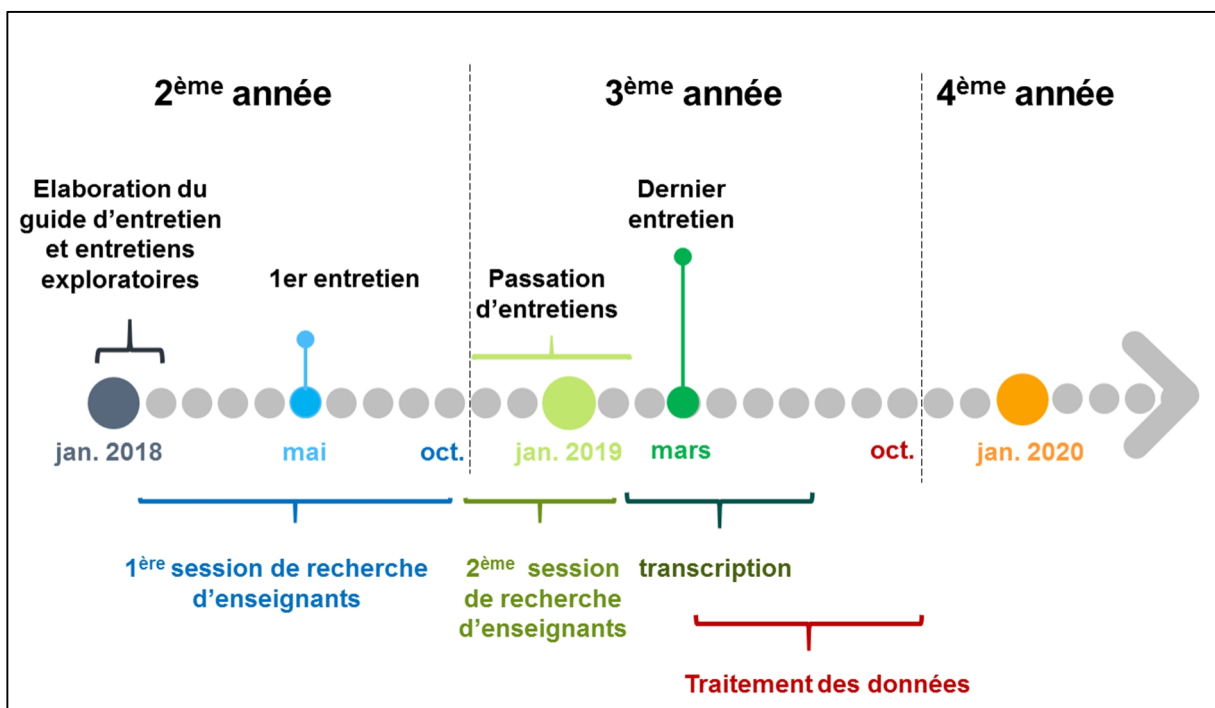 2ème année
3ème année
4ème année
Elaboration du
guide d’entretien
et entretiens
exploratoires
1er entretien
Passation
d’entretiens
Dernier
entretien
jan. 2018
mai
oct.
jan. 2019
mars
oct.
jan. 2020
1ère session de recherche
d’enseignants
2ème session
de recherche
d’enseignants
transcription
Traitement des données